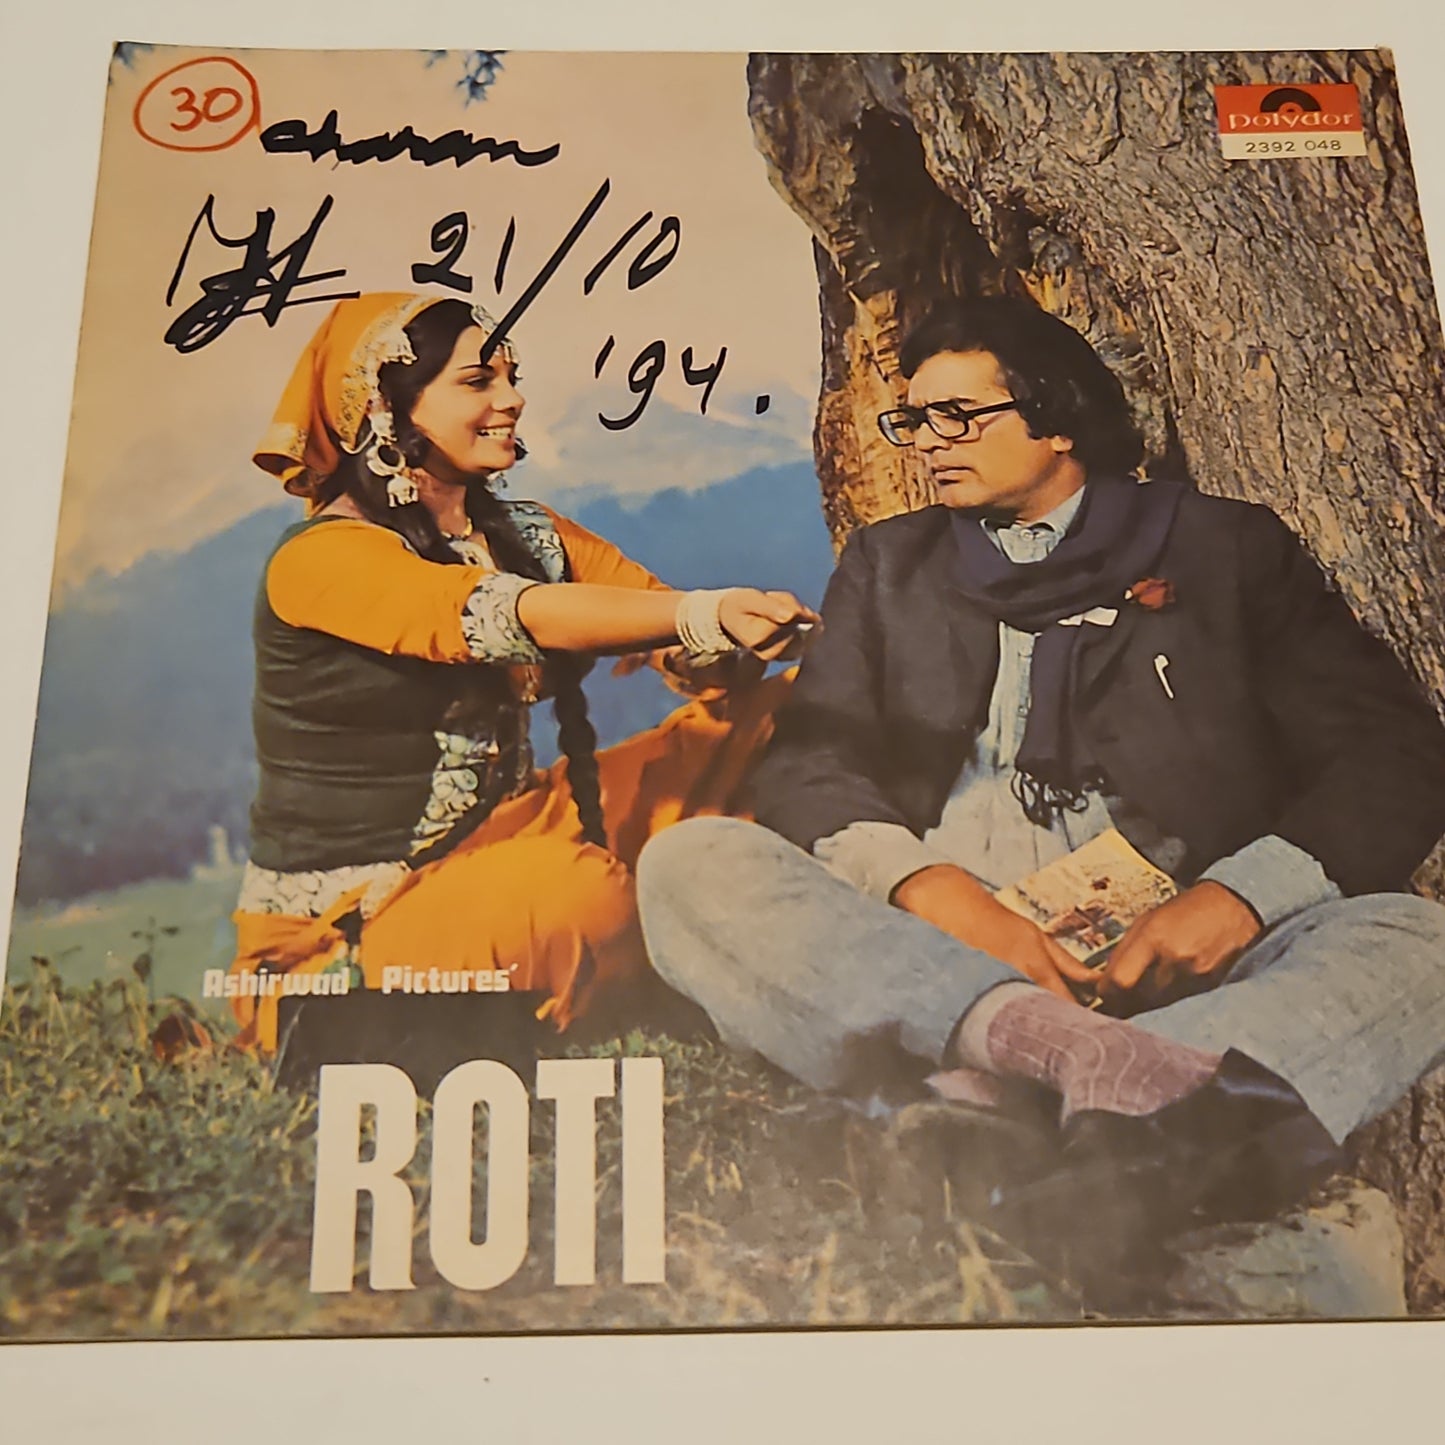 30
charan
21/10
'94.
polydor
2392 048
Ashirwad Pictures'
ROTI